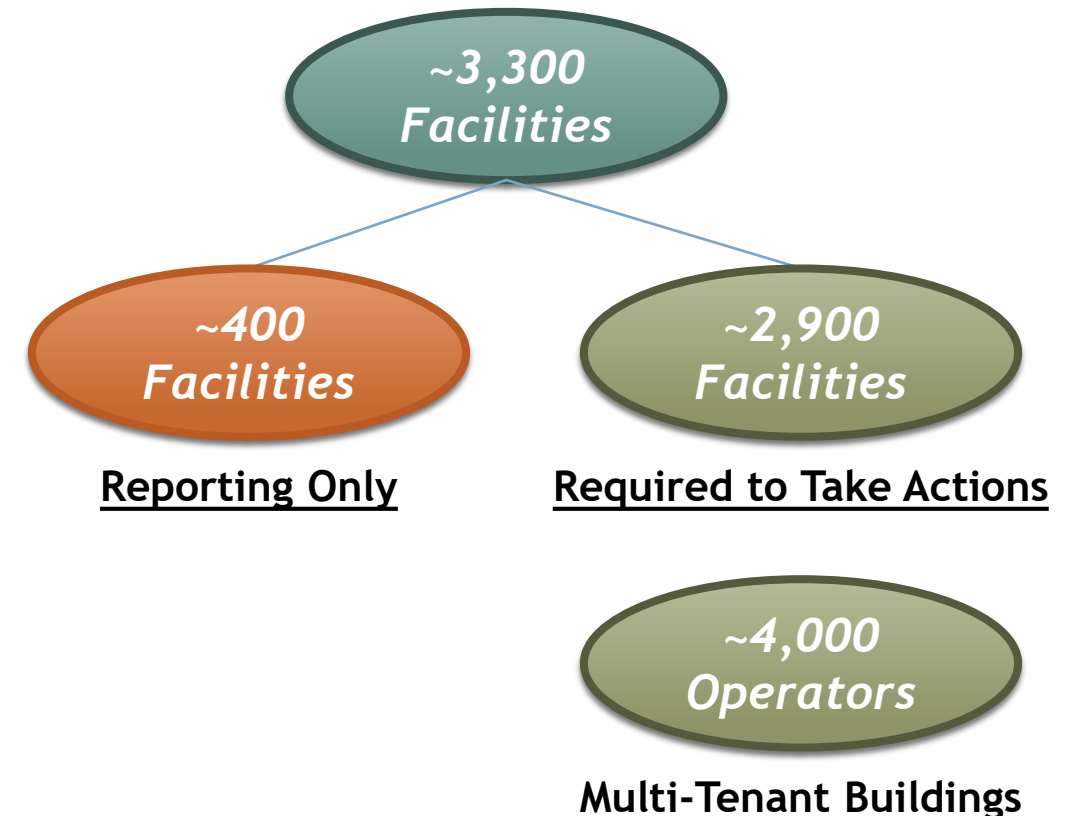 ~3,300
Facilities
~400
Facilities
~2,900
Facilities
Reporting Only
Required to Take Actions
~4,000
Operators
Multi-Tenant Buildings